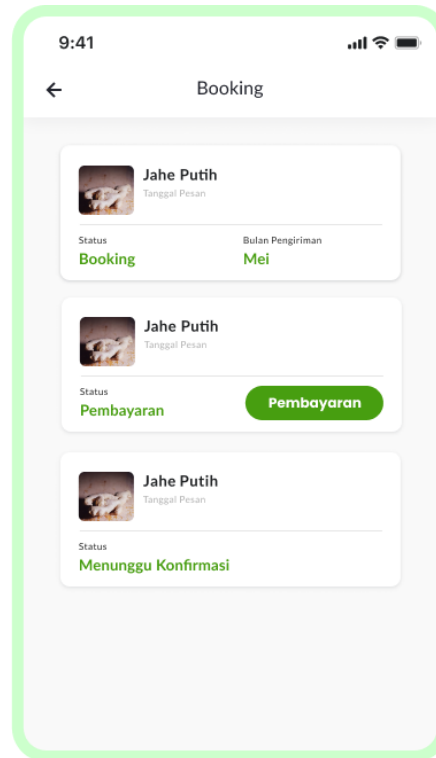 9:41
Booking
Jahe Putih
Tanggal Pesan
Status
Bulan Pengiriman
Booking
Mei
Jahe Putih
Tanggal Pesan
Status
Pembayaran
Pembayaran
Jahe Putih
Tanggal Pesan
Status
Menunggu Konfirmasi